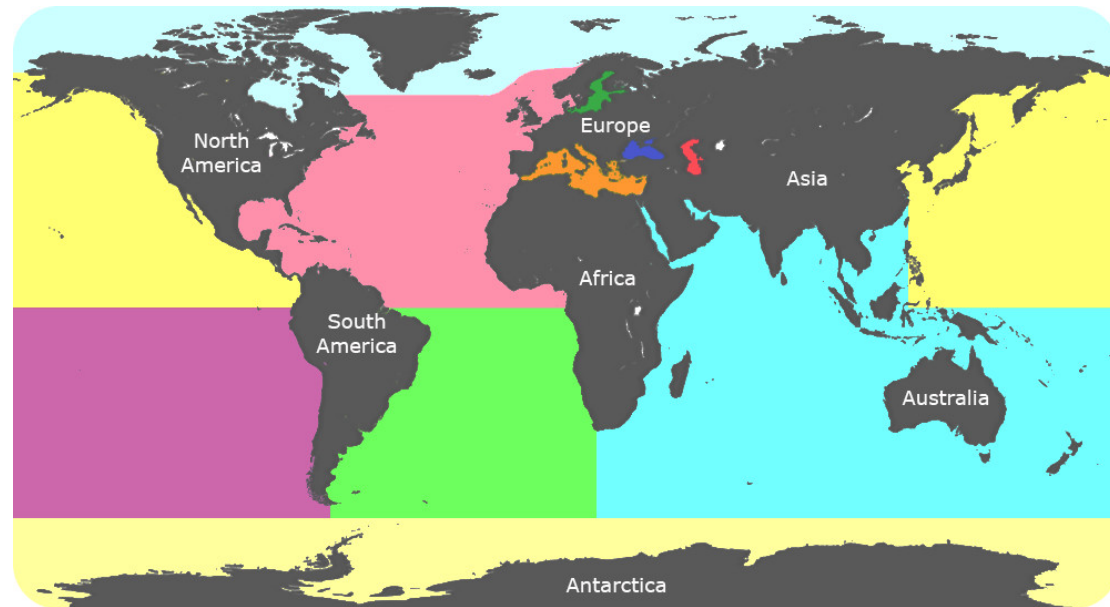 North
America
Europe
Asia
Africa
South
America
Australia
Antarctica